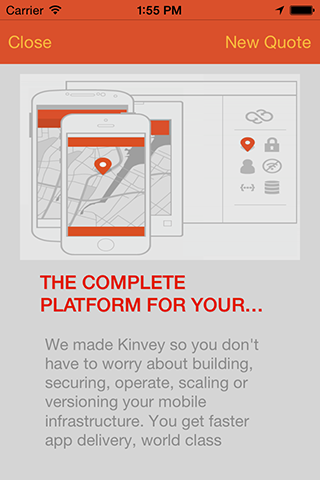 Carrier 1:55 PM
Close New Quote
THE COMPLETE
PLATFORM FOR YOUR...
We made Kinvey so you don't
have to worry about building,
securing, operate, scaling or
versioning your mobile
infrastructure. You get faster
app delivery, world class